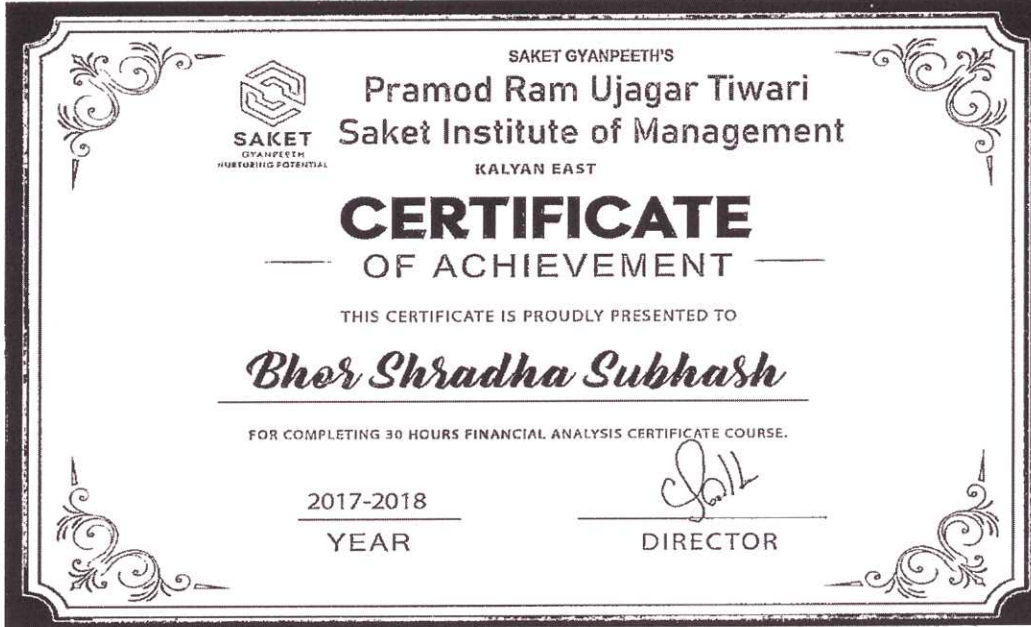 SAKET GYANPEETH'S
Pramod Ram Ujagar Tiwari
Saket Institute of Management
SAKET
GYANPEETH
NURTURING POTENTIAL
KALYAN EAST
CERTIFICATE
OF ACHIEVEMENT
THIS CERTIFICATE IS PROUDLY PRESENTED TO
Bhor Shradha Subhash
FOR COMPLETING 30 HOURS FINANCIAL ANALYSIS CERTIFICATE COURSE.
2017-2018
YEAR
DIRECTOR